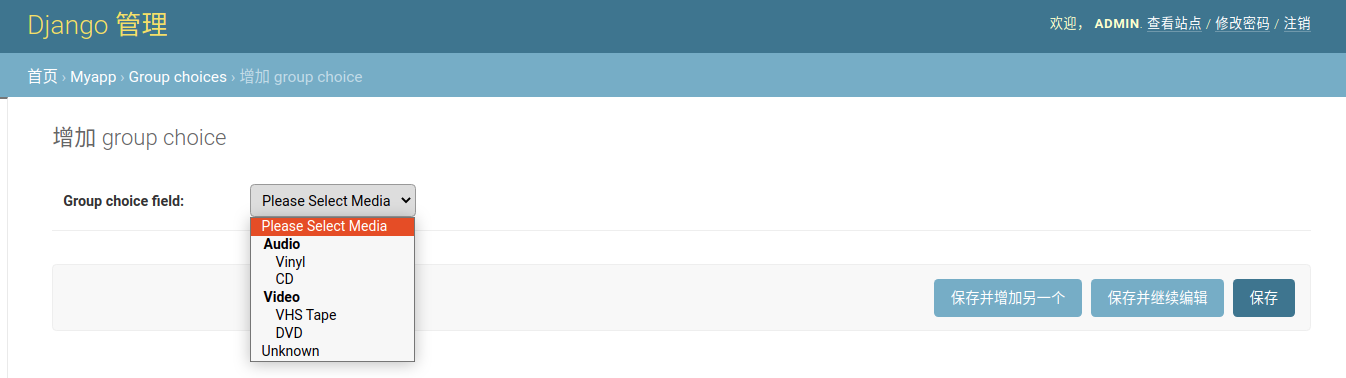 Django 管理
欢迎， ADMIN. 查看站点 / 修改密码 / 注销
首页 › Myapp › Group choices › 增加 group choice
增加 group choice
Group choice field:
Please Select Media
Please Select Media
Audio
Vinyl
CD
Video
VHS Tape
DVD
Unknown
保存并增加另一个 保存并继续编辑 保存